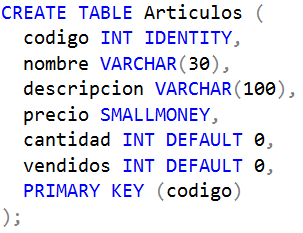 CREATE TABLE Articulos (
  codigo INT IDENTITY,
  nombre VARCHAR(30),
  descripcion VARCHAR(100),
  precio SMALLMONEY,
  cantidad INT DEFAULT 0,
  vendidos INT DEFAULT 0,
  PRIMARY KEY (codigo)
);